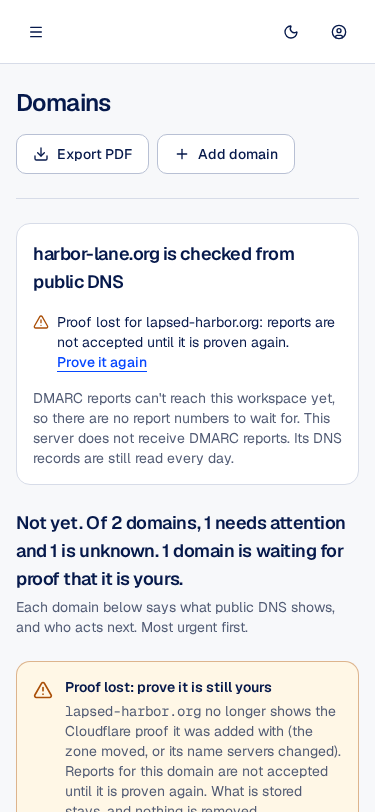 Domains
Export PDF
Add domain
harbor-lane.org is checked from
public DNS
Proof lost for lapsed-harbor.org: reports are
not accepted until it is proven again.
Prove it again
DMARC reports can't reach this workspace yet,
so there are no report numbers to wait for. This
server does not receive DMARC reports. Its DNS
records are still read every day.
Not yet. Of 2 domains, 1 needs attention
and 1 is unknown. 1 domain is waiting for
proof that it is yours.
Each domain below says what public DNS shows,
and who acts next. Most urgent first.
Proof lost: prove it is still yours
lapsed-harbor.org no longer shows the
Cloudflare proof it was added with (the
zone moved, or its name servers changed).
Reports for this domain are not accepted
until it is proven again. What is stored
stays, and nothing is removed.